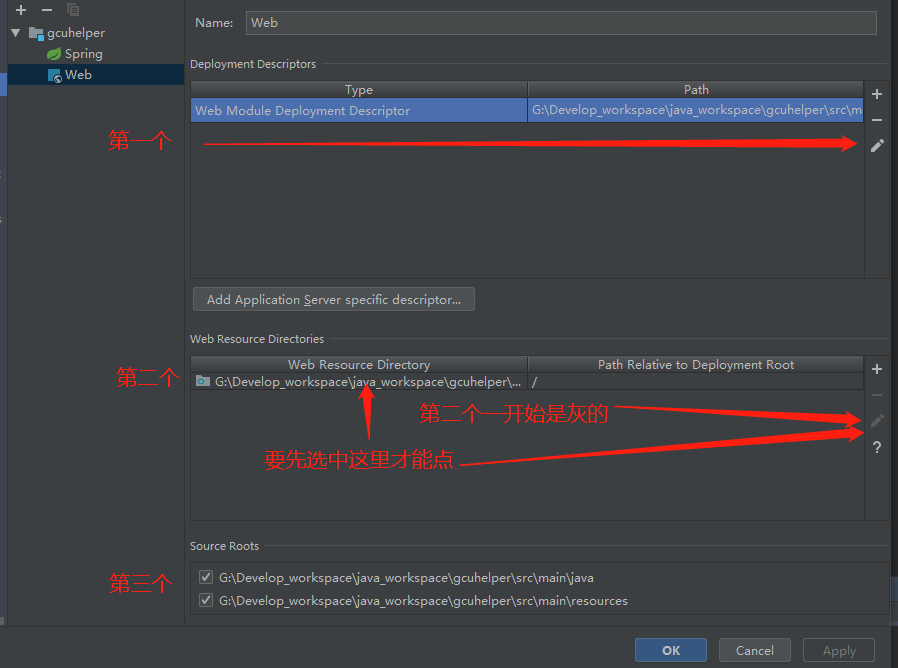 gcuhelper
Spring
Web
Name: Web
Deployment Descriptors
Type Path
Web Module Deployment Descriptor G:\Develop_workspace\java_workspace\gcuhelper\src\m
第一个
Add Application Server specific descriptor...
Web Resource Directories
Web Resource Directory Path Relative to Deployment Root
第二个
G:\Develop_workspace\java_workspace\gcuhelper\... /
第二个一开始是灰的
要先选中这里才能点
?
Source Roots
第三个
G:\Develop_workspace\java_workspace\gcuhelper\src\main\java
G:\Develop_workspace\java_workspace\gcuhelper\src\main\resources
OK Cancel Apply